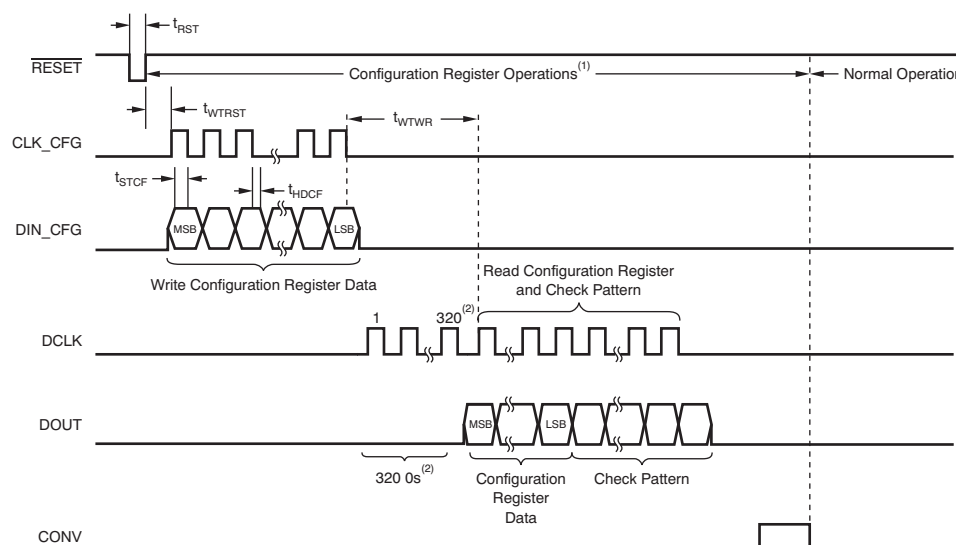 tRST
RESET
Configuration Register Operations(1)
Normal Operation
tWTRST
tWTWR
CLK_CFG
tSTCF
tHDCF
DIN_CFG
MSB
LSB
Write Configuration Register Data
Read Configuration Register
and Check Pattern
1
320(2)
DCLK
DOUT
MSB
LSB
320 0s(2)
Configuration
Register
Data
Check Pattern
CONV